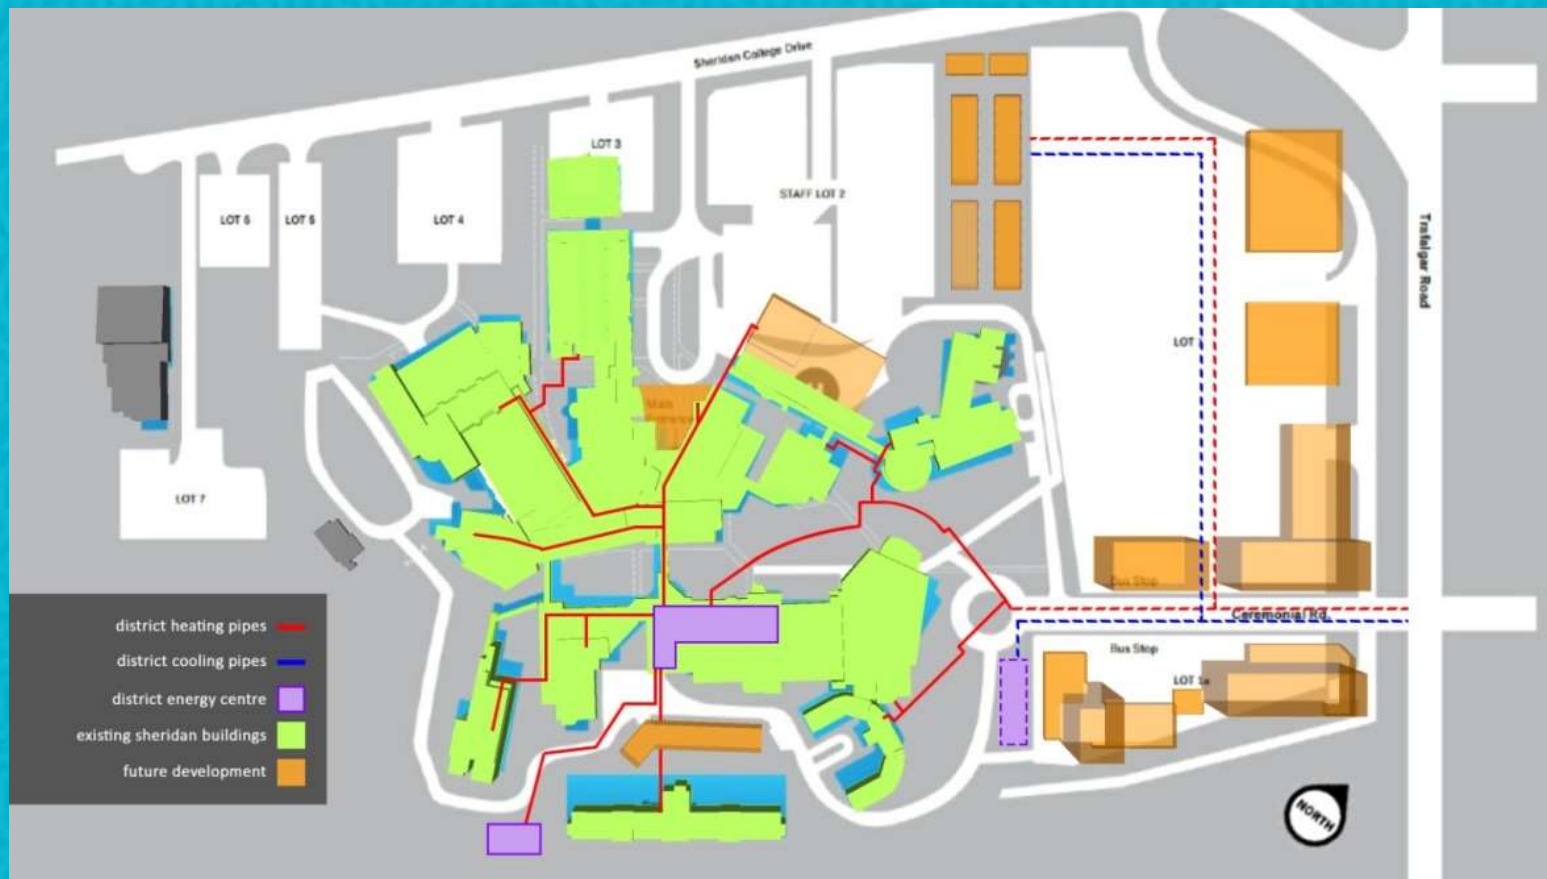 Sheridan College Drive
LOT 3
STAFF LOT 2
LOT 6
LOT 5
LOT 4
Trafalgar Road
LOT
Main
LOT 7
Bus Stop
Ceremonial Rd.
Bus Stop
LOT 1a
district heating pipes
district cooling pipes
district energy centre
existing sheridan buildings
future development
NORTH